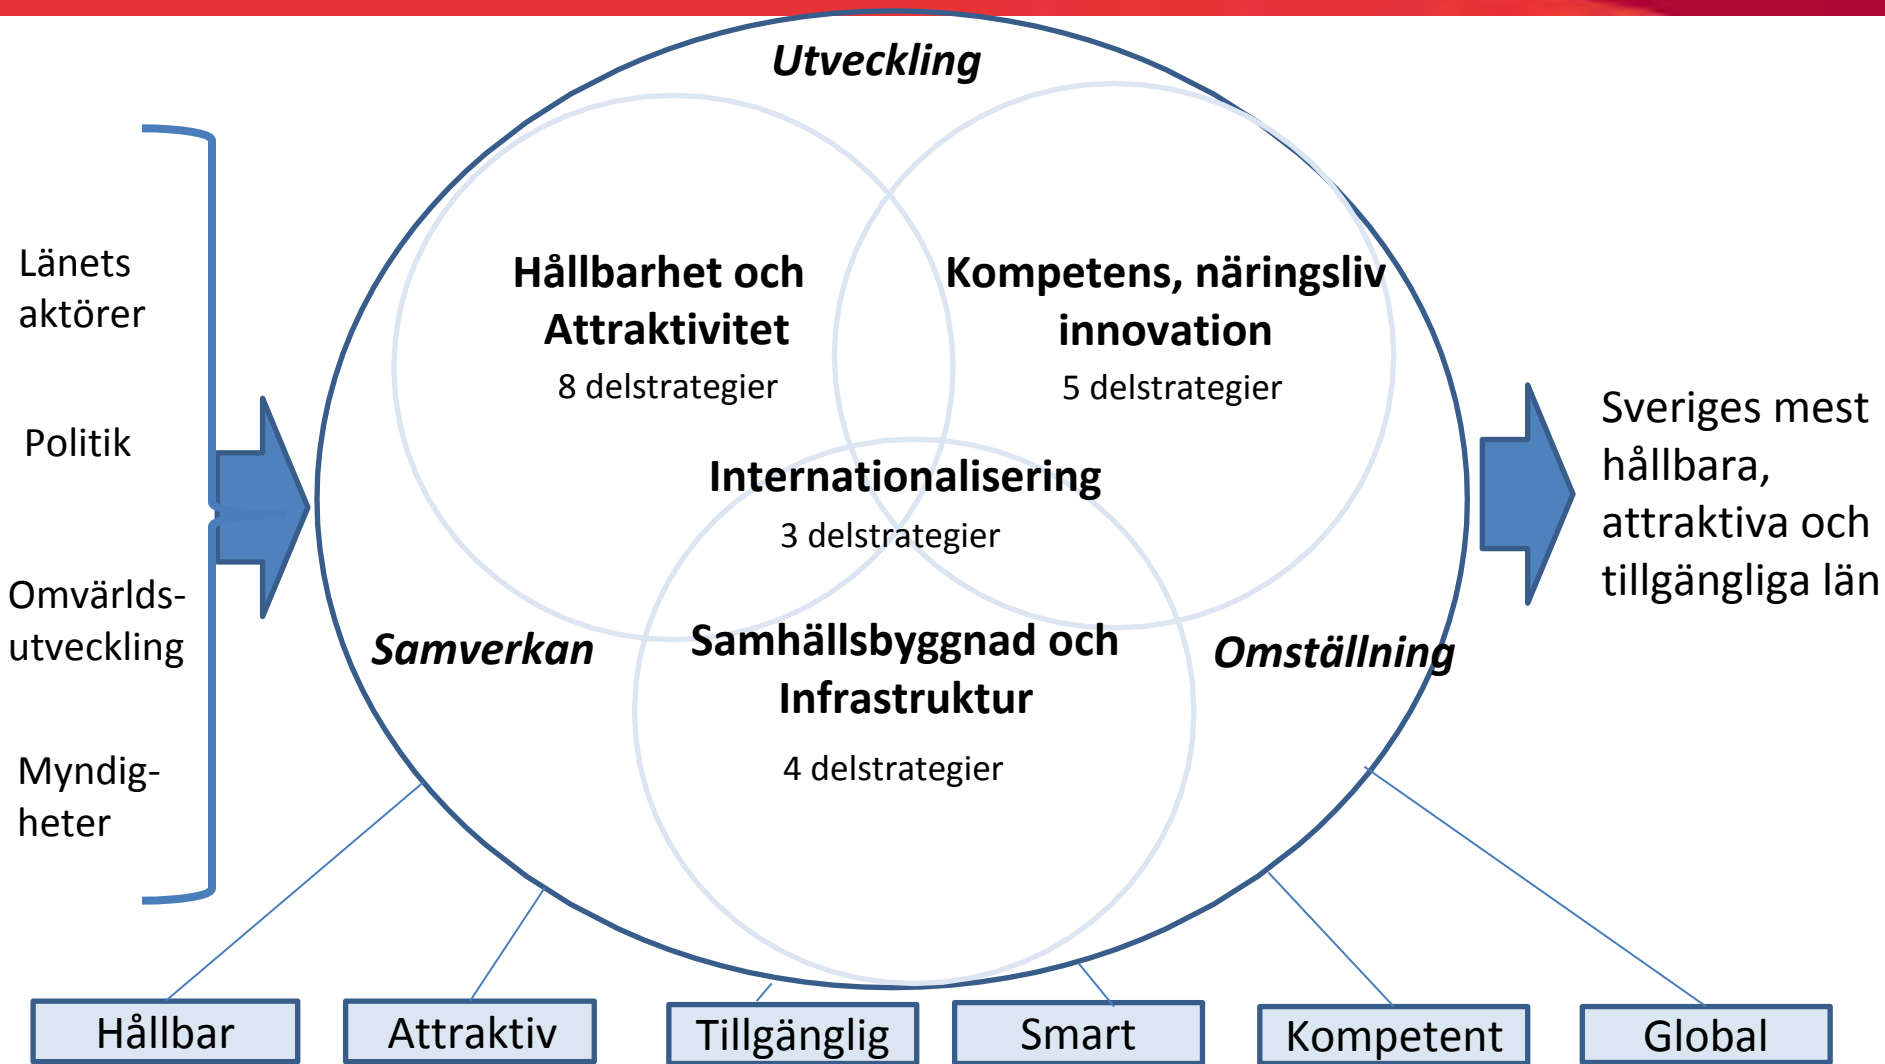 Utveckling
Länets
aktörer
Politik
Omvärlds-
utveckling
Myndig-
heter
Hållbarhet och
Attraktivitet
8 delstrategier
Kompetens, näringsliv
innovation
5 delstrategier
Internationalisering
3 delstrategier
Samverkan
Samhällsbyggnad och
Infrastruktur
4 delstrategier
Omställning
Sveriges mest
hållbara,
attraktiva och
tillgängliga län
Hållbar
Attraktiv
Tillgänglig
Smart
Kompetent
Global